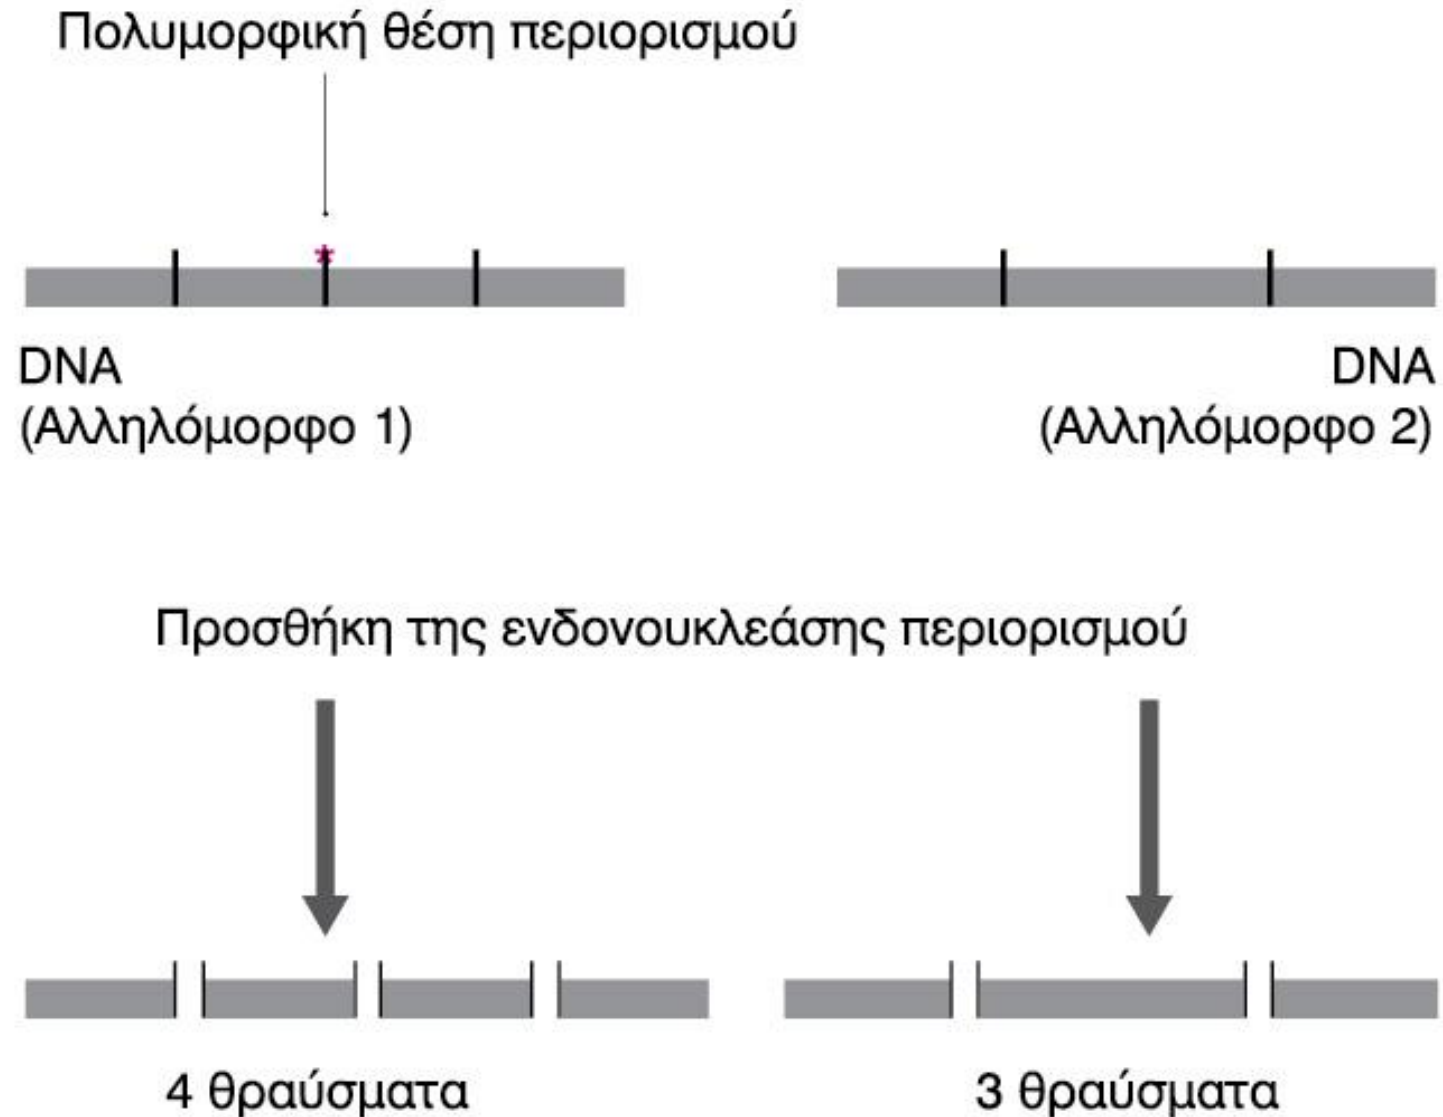 Πολυμορφική θέση περιορισμού
*
DNA
(Αλληλόμορφο 1)
DNA
(Αλληλόμορφο 2)
Προσθήκη της ενδονουκλεάσης περιορισμού
4 θραύσματα
3 θραύσματα